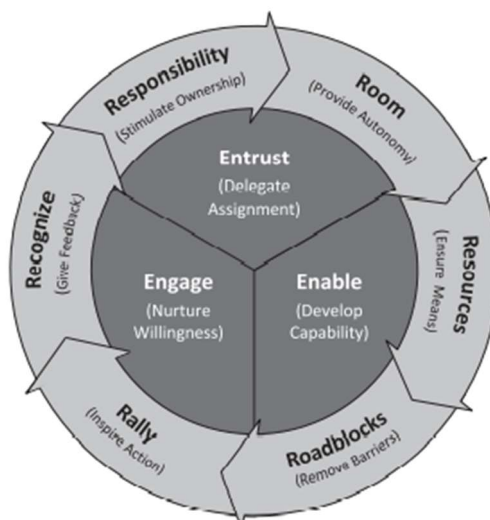 Responsibility
(Stimulate Ownership)
Room
(Provide Autonomy)
Resources
(Ensure Means)
Roadblocks
(Remove Barriers)
Rally
(Inspire Action)
Recognize
(Give Feedback)
Entrust
(Delegate
Assignment)
Enable
(Develop
Capability)
Engage
(Nurture
Willingness)